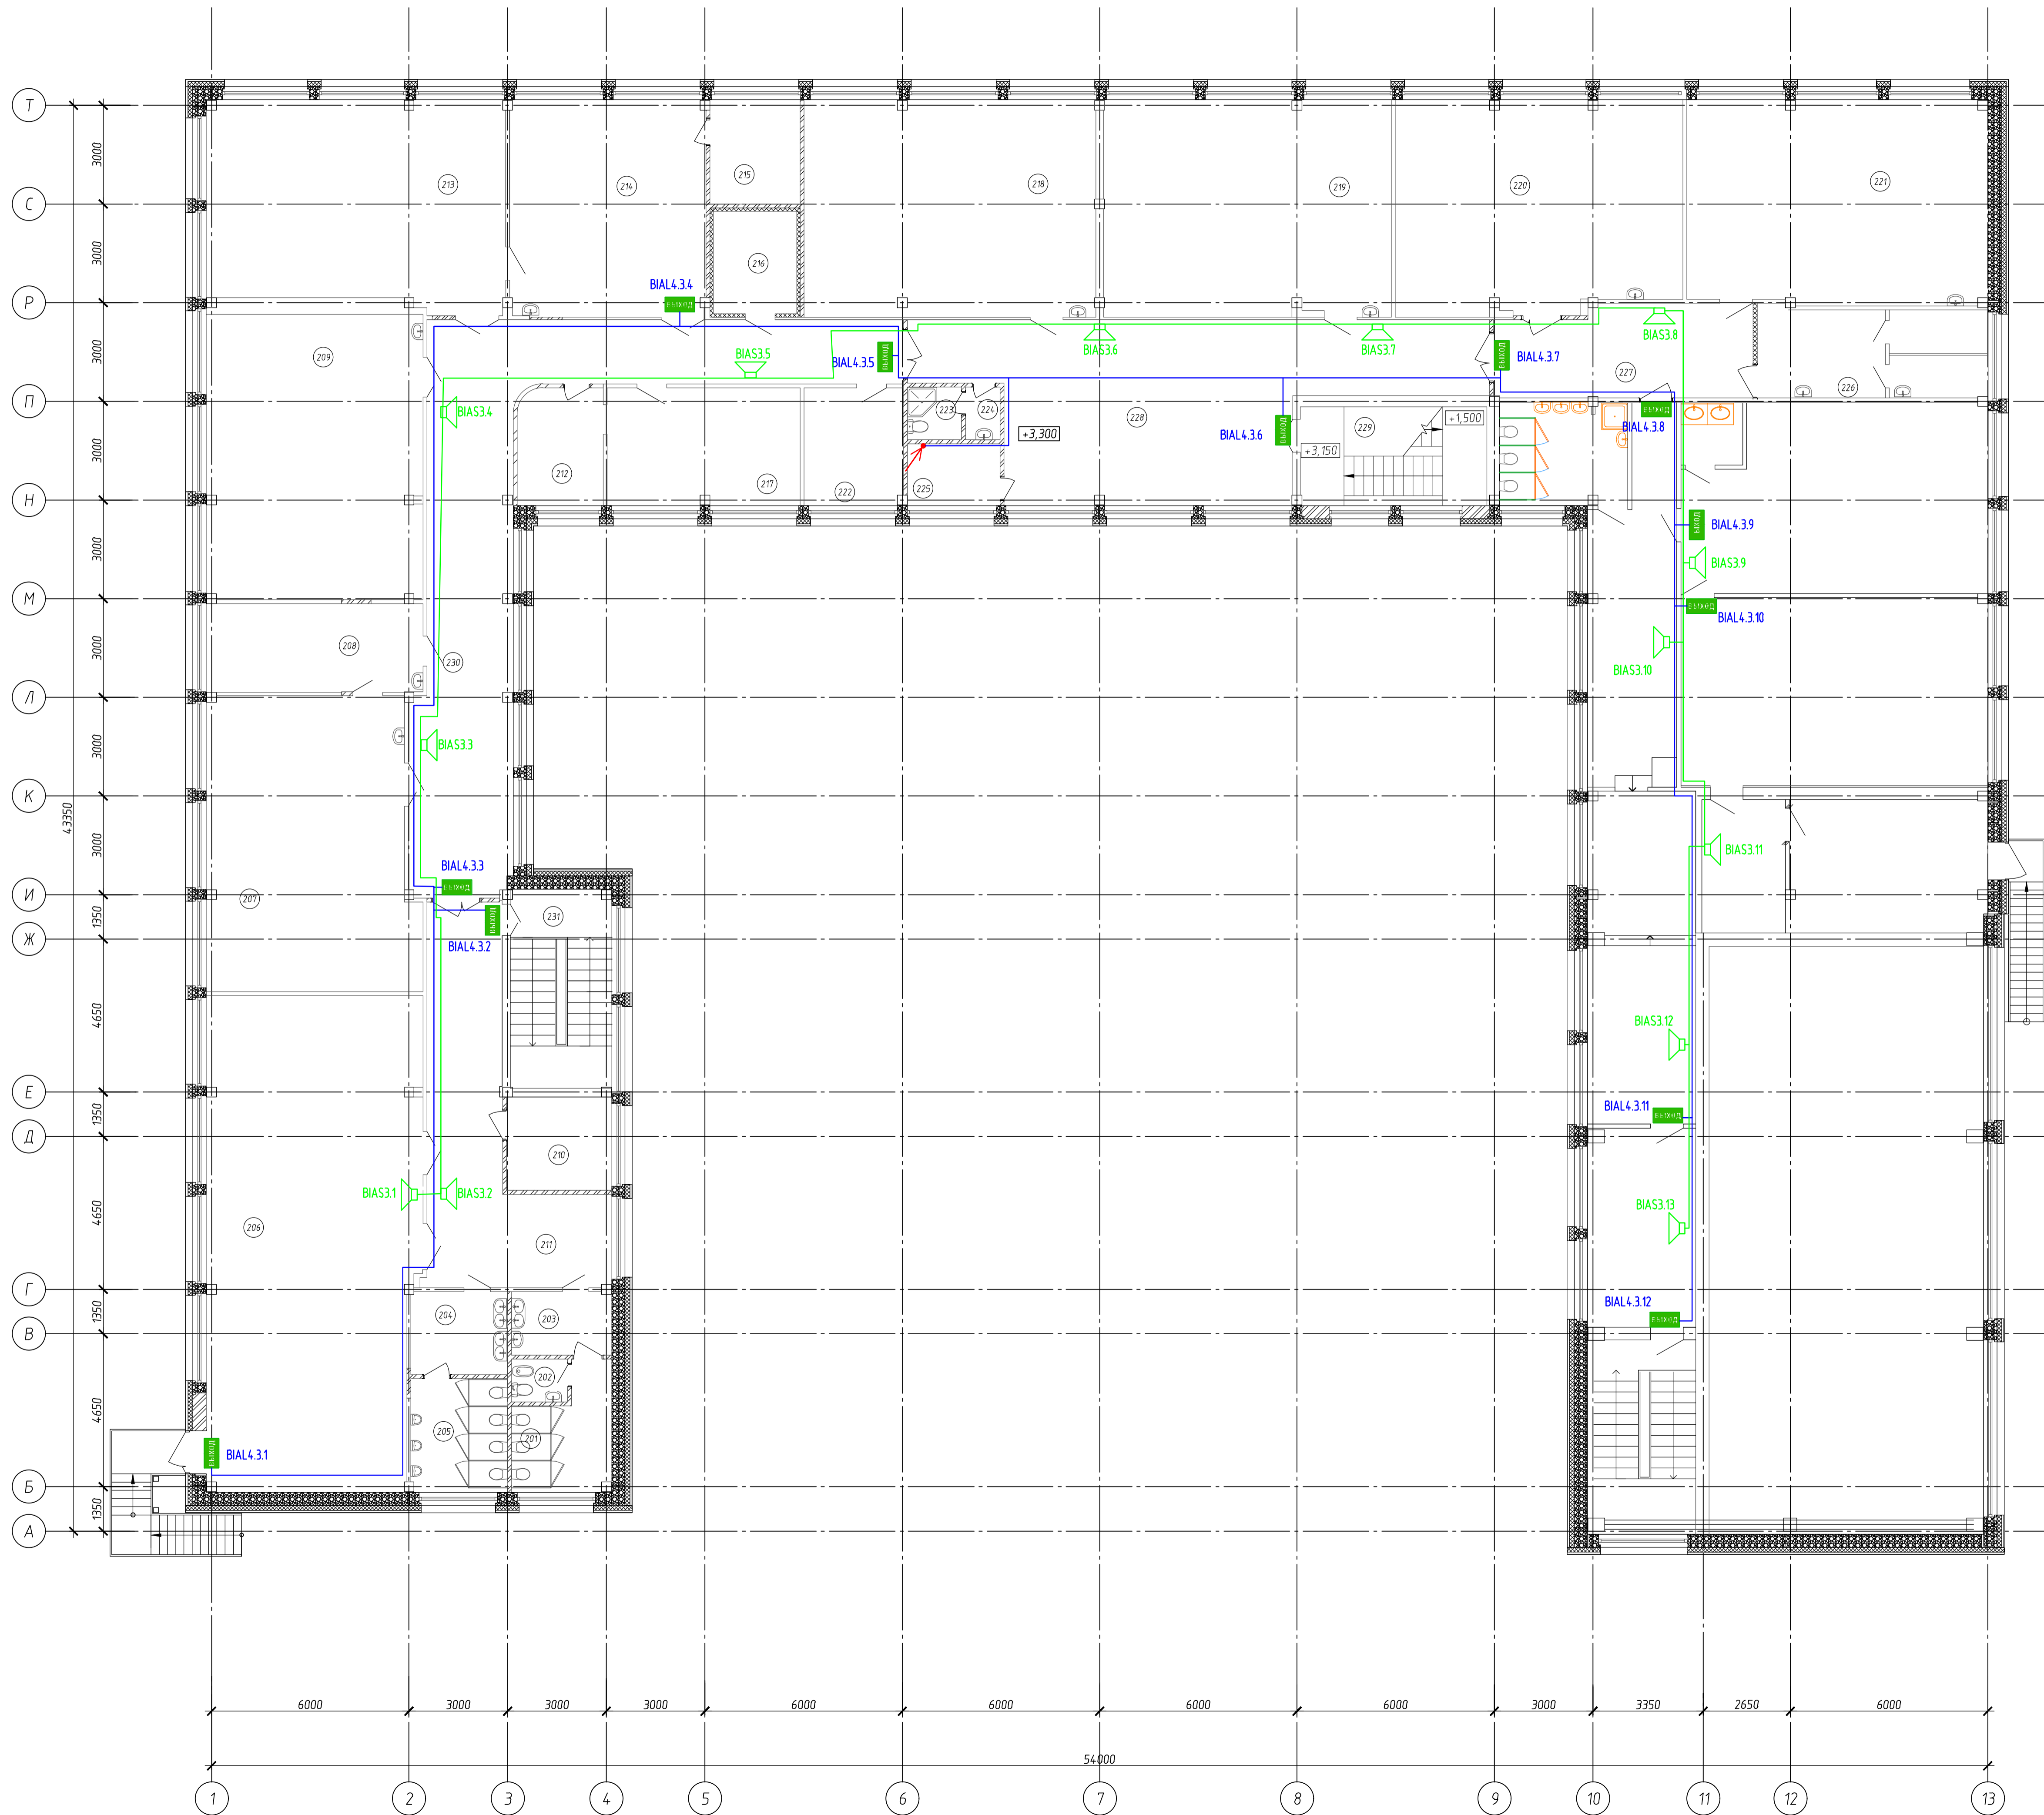 Т
3000
213
214
215
218
219
220
221
С
3000
216
BIAL4.3.4
выход
Р
3000
209
BIAS3.5
BIAL4.3.5
выход
BIAS3.6
BIAS3.7
BIAS3.8
выход
BIAL4.3.7
227
226
П
BIAS3.4
223
224
228
229
+1,500
выход
BIAL4.3.8
3000
+3,300
BIAL4.3.6
выход
+3,150
212
217
222
225
Н
3000
выход
BIAL4.3.9
BIAS3.9
М
выход
BIAL4.3.10
3000
208
230
BIAS3.10
Л
3000
BIAS3.3
К
43350
3000
BIAS3.11
BIAL4.3.3
выход
И
207
1350
231
выход
BIAL4.3.2
Ж
4650
BIAS3.12
Е
1350
BIAL4.3.11
выход
Д
210
4650
BIAS3.1
BIAS3.2
BIAS3.13
206
211
Г
1350
204
203
BIAL4.3.12
выход
В
202
4650
205
201
выход
BIAL4.3.1
Б
1350
А
6000
3000
3000
3000
6000
6000
6000
6000
3000
3350
2650
6000
54000
1
2
3
4
5
6
7
8
9
10
11
12
13